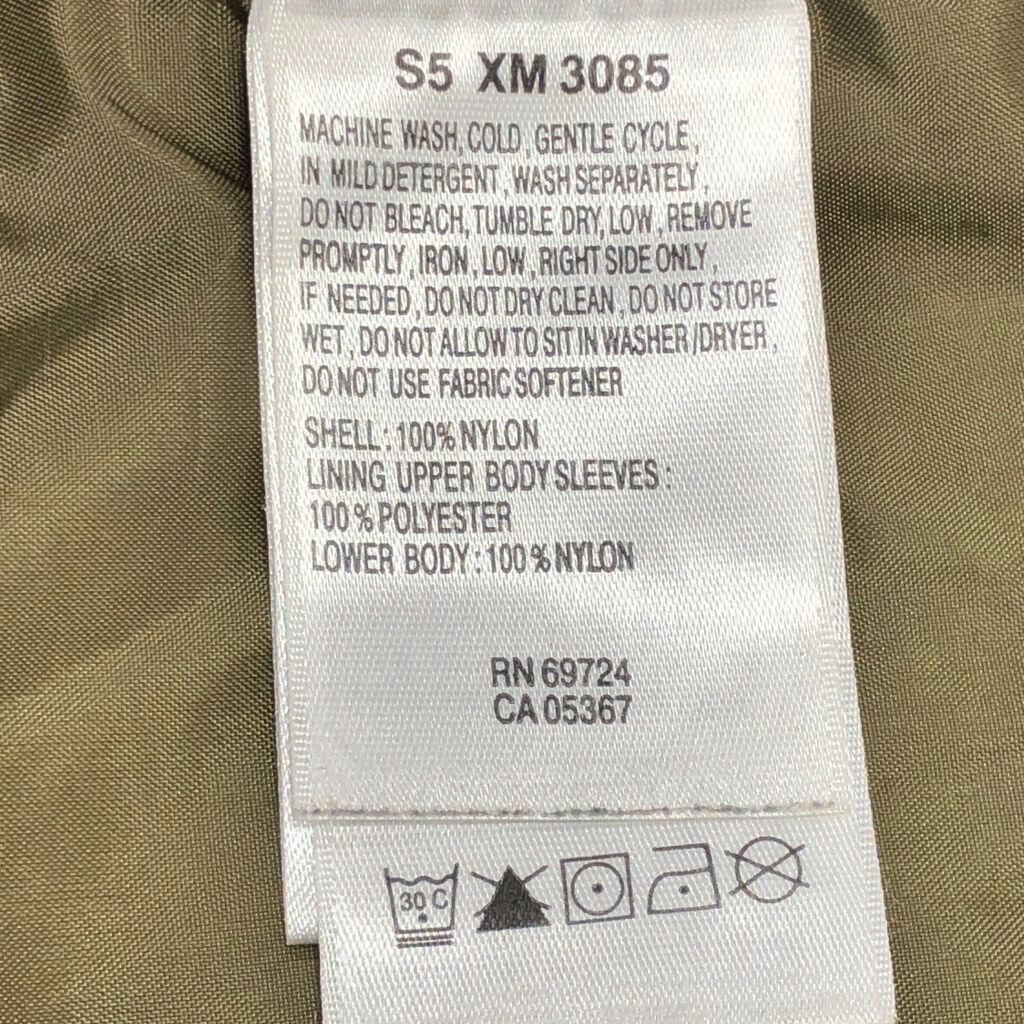 S5 XM 3085
MACHINE WASH, COLD, GENTLE CYCLE,
IN MILD DETERGENT, WASH SEPARATELY,
DO NOT BLEACH, TUMBLE DRY, LOW, REMOVE
PROMPTLY, IRON, LOW, RIGHT SIDE ONLY,
IF NEEDED, DO NOT DRY CLEAN, DO NOT STORE
WET, DO NOT ALLOW TO SIT IN WASHER/DRYER,
DO NOT USE FABRIC SOFTENER
SHELL: 100% NYLON
LINING UPPER BODY SLEEVES:
100% POLYESTER
LOWER BODY: 100% NYLON
RN 69724
CA 05367
30 C